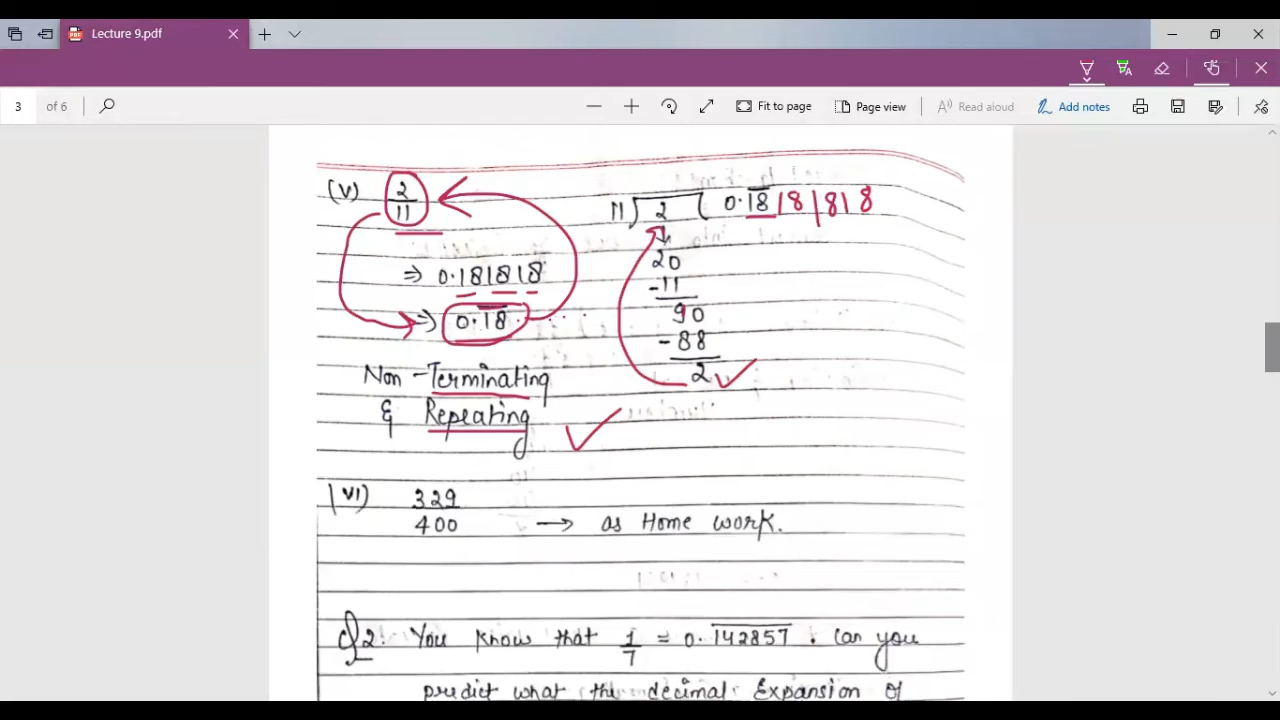 Lecture 9.pdf
3 of 6
Fit to page
Page view
Read aloud
Add notes
(V) 2/11
11) 2 ( 0.18 18 18 18
⇒ 0.181818
20
-11
90
⇒ 0.18.....
-88
2
Non-Terminating
& Repeating
(VI) 329/400 → as Home work.
Q2. You know that 1/7 = 0.142857. Can you
predict what the decimal Expansion of